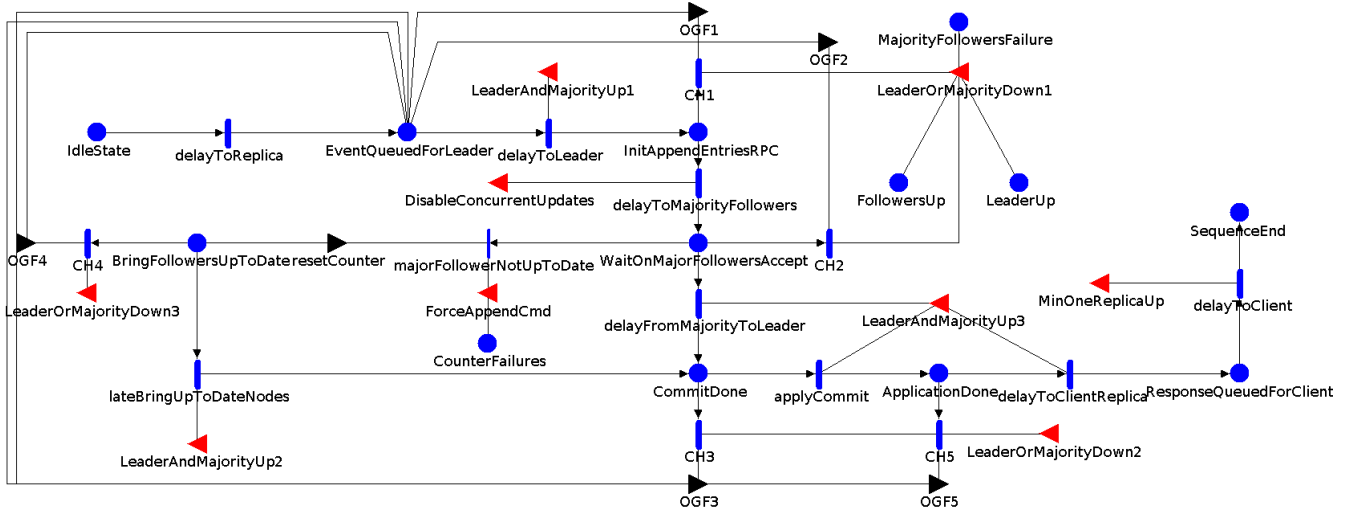 OGF1
MajorityFollowersFailure
OGF2
LeaderAndMajorityUp1
CH1
LeaderOrMajorityDown1
IdleState
delayToReplica
EventQueuedForLeader
delayToLeader
InitAppendEntriesRPC
DisableConcurrentUpdates
delayToMajorityFollowers
FollowersUp
LeaderUp
SequenceEnd
OGF4
CH4
BringFollowersUpToDate
resetCounter
majorFollowerNotUpToDate
WaitOnMajorFollowersAccept
CH2
LeaderOrMajorityDown3
ForceAppendCmd
delayFromMajorityToLeader
LeaderAndMajorityUp3
MinOneReplicaUp
delayToClient
CounterFailures
lateBringUpToDateNodes
CommitDone
applyCommit
ApplicationDone
delayToClientReplica
ResponseQueuedForClient
LeaderAndMajorityUp2
CH3
CH5
LeaderOrMajorityDown2
OGF3
OGF5